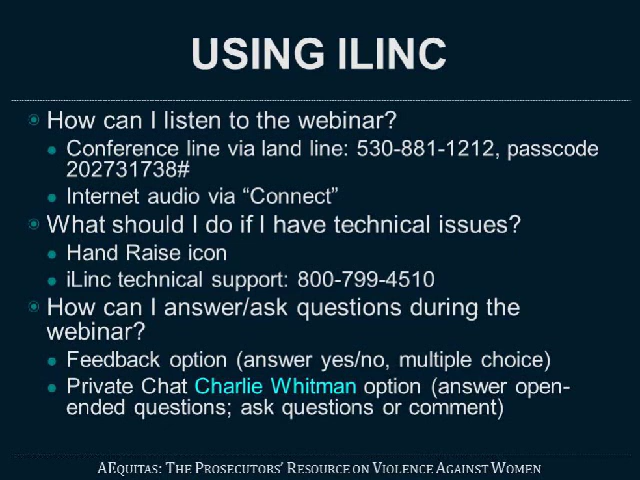 USING ILINC
How can I listen to the webinar?
Conference line via land line: 530-881-1212, passcode
202731738#
Internet audio via “Connect”
What should I do if I have technical issues?
Hand Raise icon
iLinc technical support: 800-799-4510
How can I answer/ask questions during the
webinar?
Feedback option (answer yes/no, multiple choice)
Private Chat Charlie Whitman option (answer open-
ended questions; ask questions or comment)
AEQUITAS: THE PROSECUTORS’ RESOURCE ON VIOLENCE AGAINST WOMEN